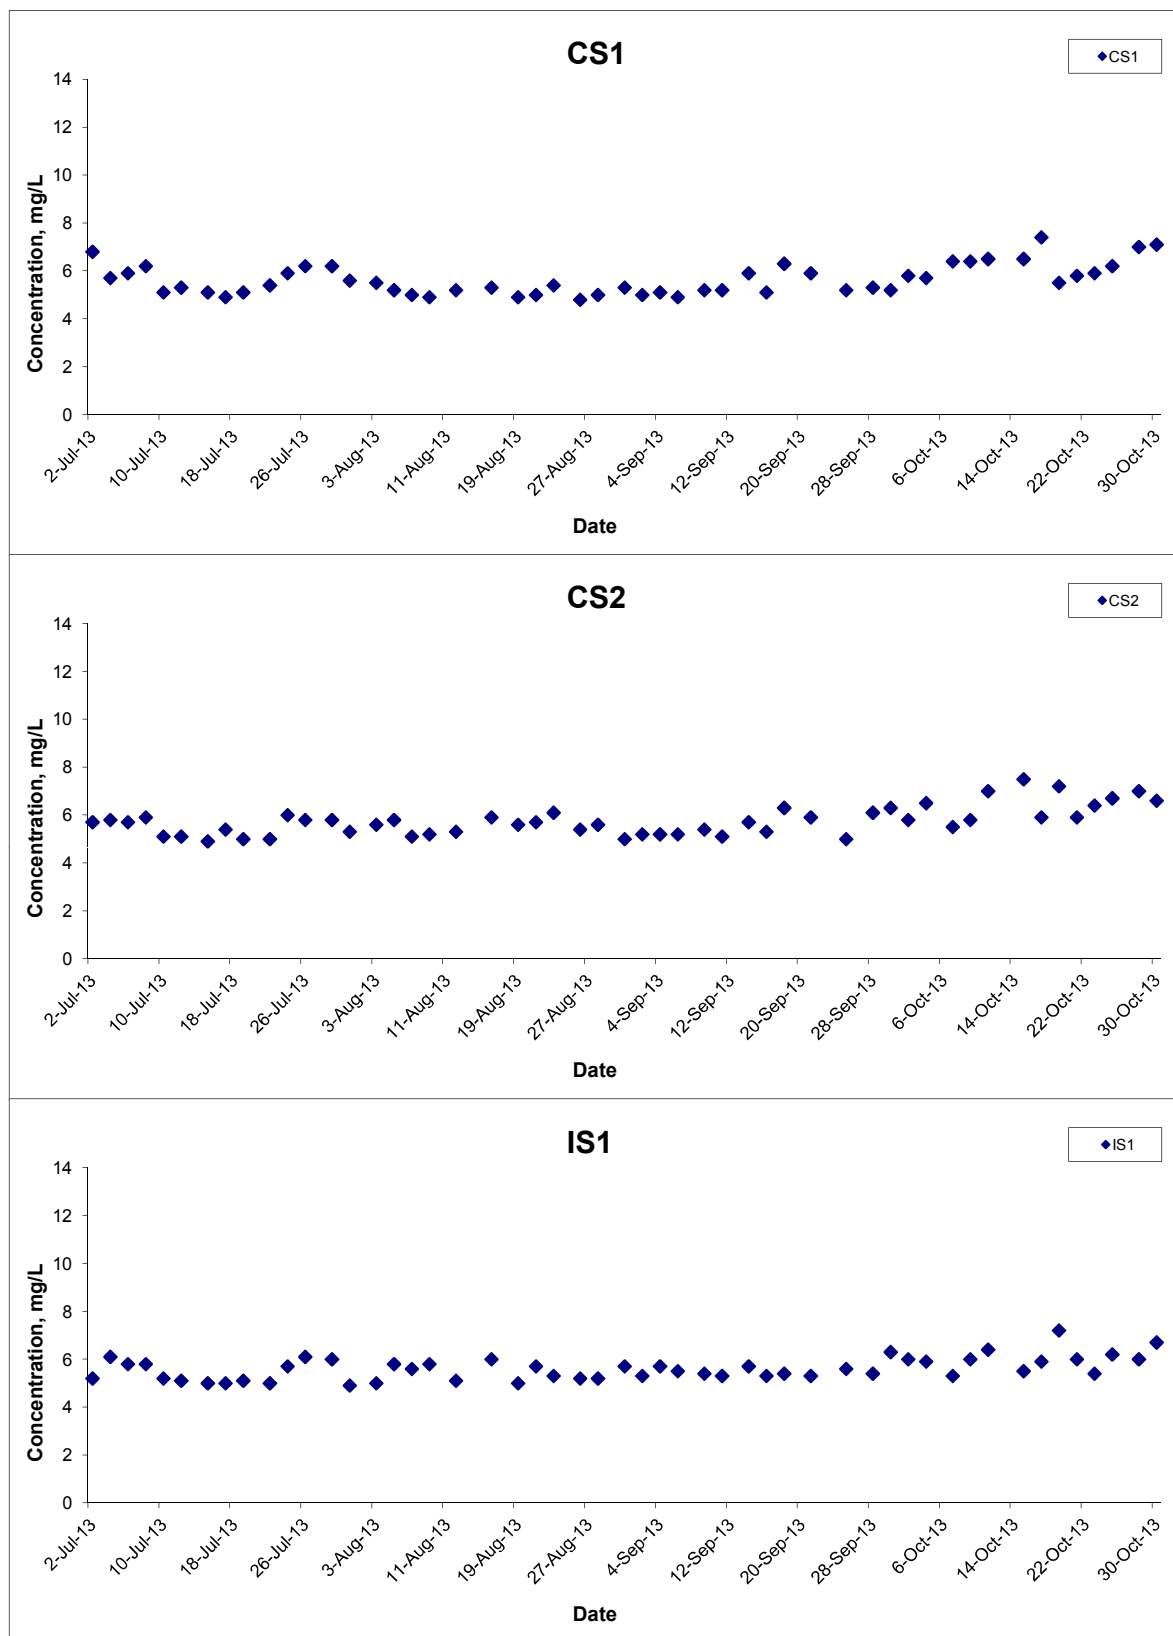 CS1
CS1
14
12
10
8
6
4
2
0
Concentration, mg/L
2-Jul-13
10-Jul-13
18-Jul-13
26-Jul-13
3-Aug-13
11-Aug-13
19-Aug-13
27-Aug-13
4-Sep-13
12-Sep-13
20-Sep-13
28-Sep-13
6-Oct-13
14-Oct-13
22-Oct-13
30-Oct-13
Date
CS2
CS2
14
12
10
8
6
4
2
0
Concentration, mg/L
2-Jul-13
10-Jul-13
18-Jul-13
26-Jul-13
3-Aug-13
11-Aug-13
19-Aug-13
27-Aug-13
4-Sep-13
12-Sep-13
20-Sep-13
28-Sep-13
6-Oct-13
14-Oct-13
22-Oct-13
30-Oct-13
Date
IS1
IS1
14
12
10
8
6
4
2
0
Concentration, mg/L
2-Jul-13
10-Jul-13
18-Jul-13
26-Jul-13
3-Aug-13
11-Aug-13
19-Aug-13
27-Aug-13
4-Sep-13
12-Sep-13
20-Sep-13
28-Sep-13
6-Oct-13
14-Oct-13
22-Oct-13
30-Oct-13
Date